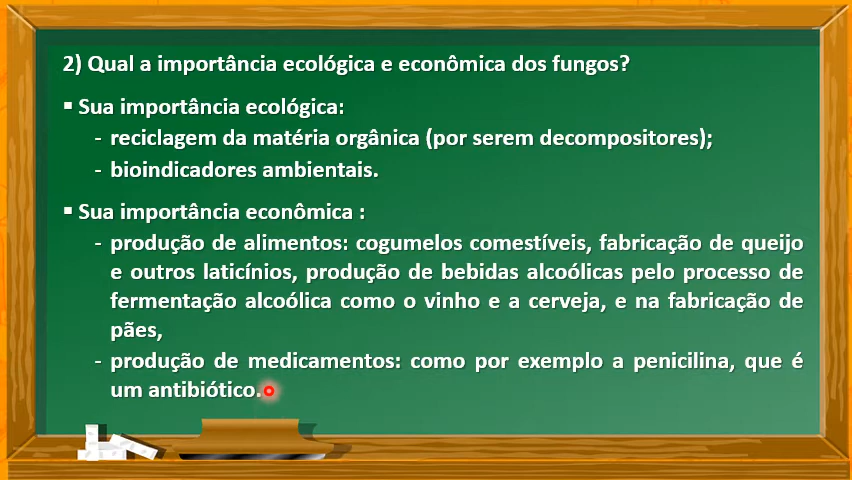 2) Qual a importância ecológica e econômica dos fungos?
▪ Sua importância ecológica:
- reciclagem da matéria orgânica (por serem decompositores);
- bioindicadores ambientais.
▪ Sua importância econômica :
- produção de alimentos: cogumelos comestíveis, fabricação de queijo
e outros laticínios, produção de bebidas alcoólicas pelo processo de
fermentação alcoólica como o vinho e a cerveja, e na fabricação de
pães,
- produção de medicamentos: como por exemplo a penicilina, que é
um antibiótico.